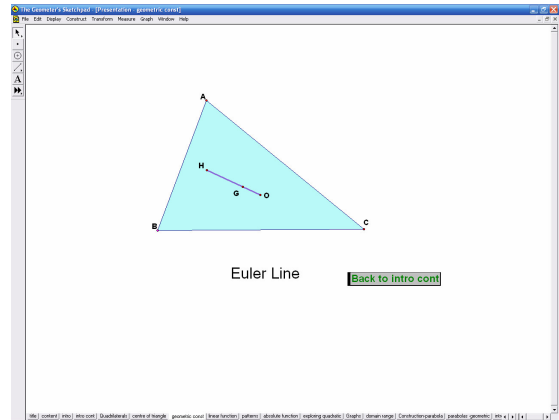 The Geometer's Sketchpad - [Presentation - geometric const]
File Edit Display Construct Transform Measure Graph Window Help
A
A
H
G
O
B
C
Euler Line
Back to intro cont
title content intro intro cont Quadrilaterals centre of triangle geometric const linear function patterns absolute function exploring quadratic Graphs domain range Construction-parabola parabolas -geometric